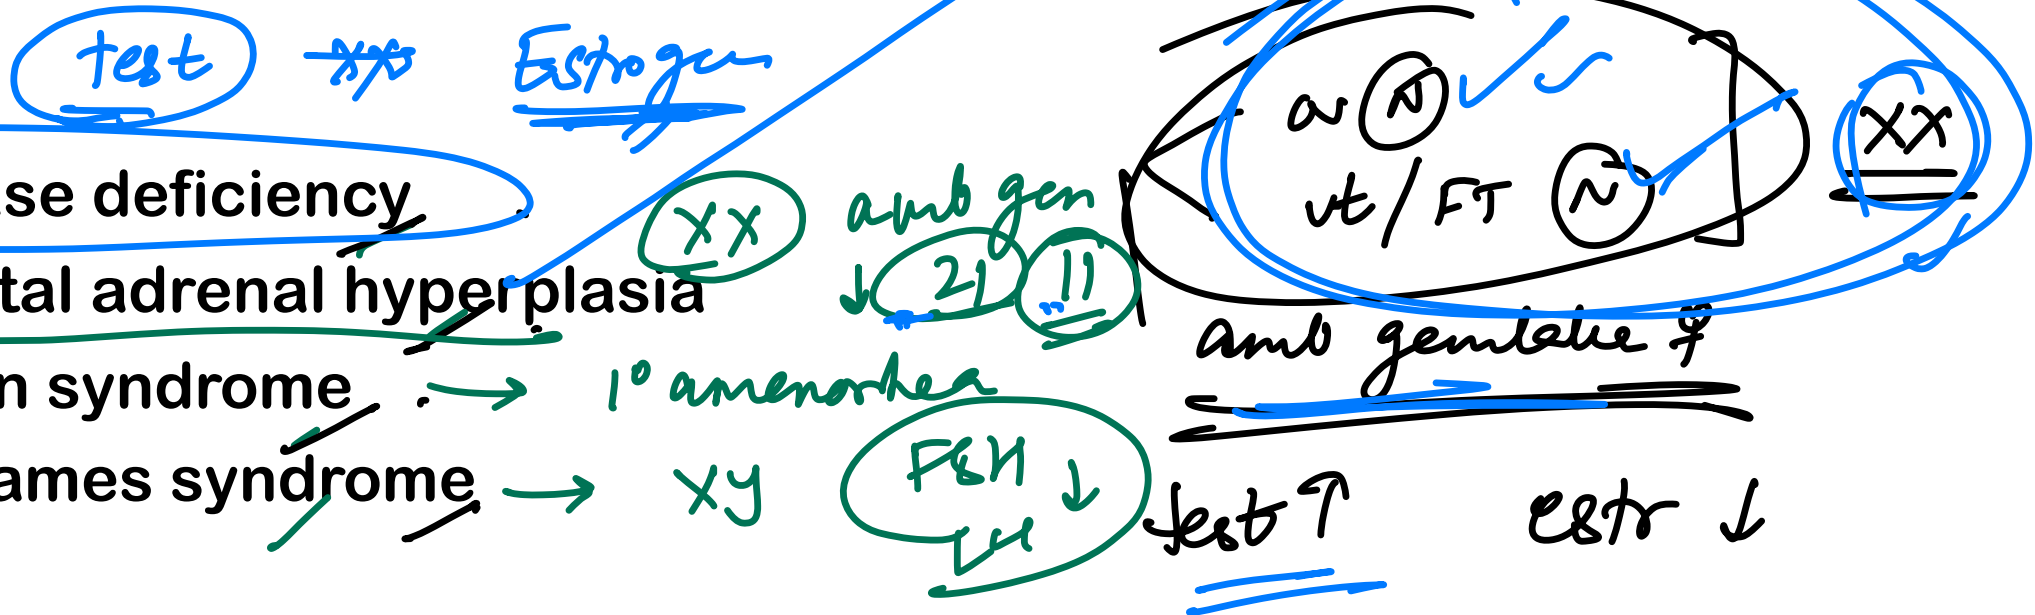 test Estrogen
ov N
XX
ut/FT N
se deficiency
XX amb gen
tal adrenal hyperplasia
↓ 21 11
amb genitalie ♀
n syndrome → 1° amenorrhea
ames syndrome → xy FSH ↓
LH
test ↑ estr ↓